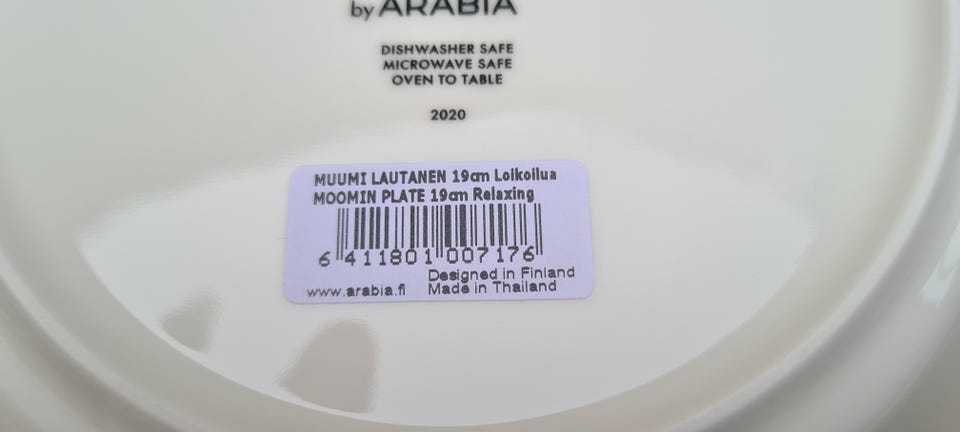 by ARABIA
DISHWASHER SAFE
MICROWAVE SAFE
OVEN TO TABLE
2020
MUUMI LAUTANEN 19cm Loikoilua
MOOMIN PLATE 19cm Relaxing
6 411801 007176
Designed in Finland
www.arabia.fi Made in Thailand